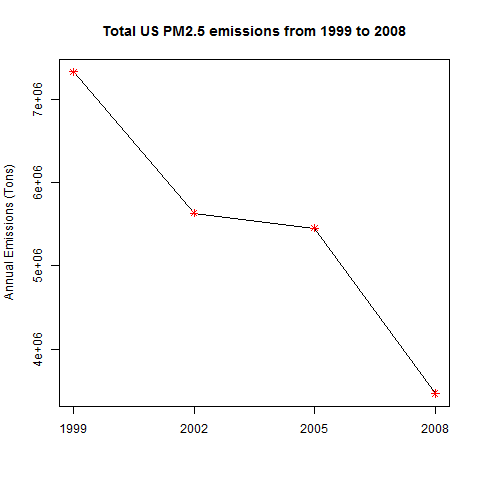 Total US PM2.5 emissions from 1999 to 2008
Annual Emissions (Tons)
7e+06
6e+06
5e+06
4e+06
1999 2002 2005 2008